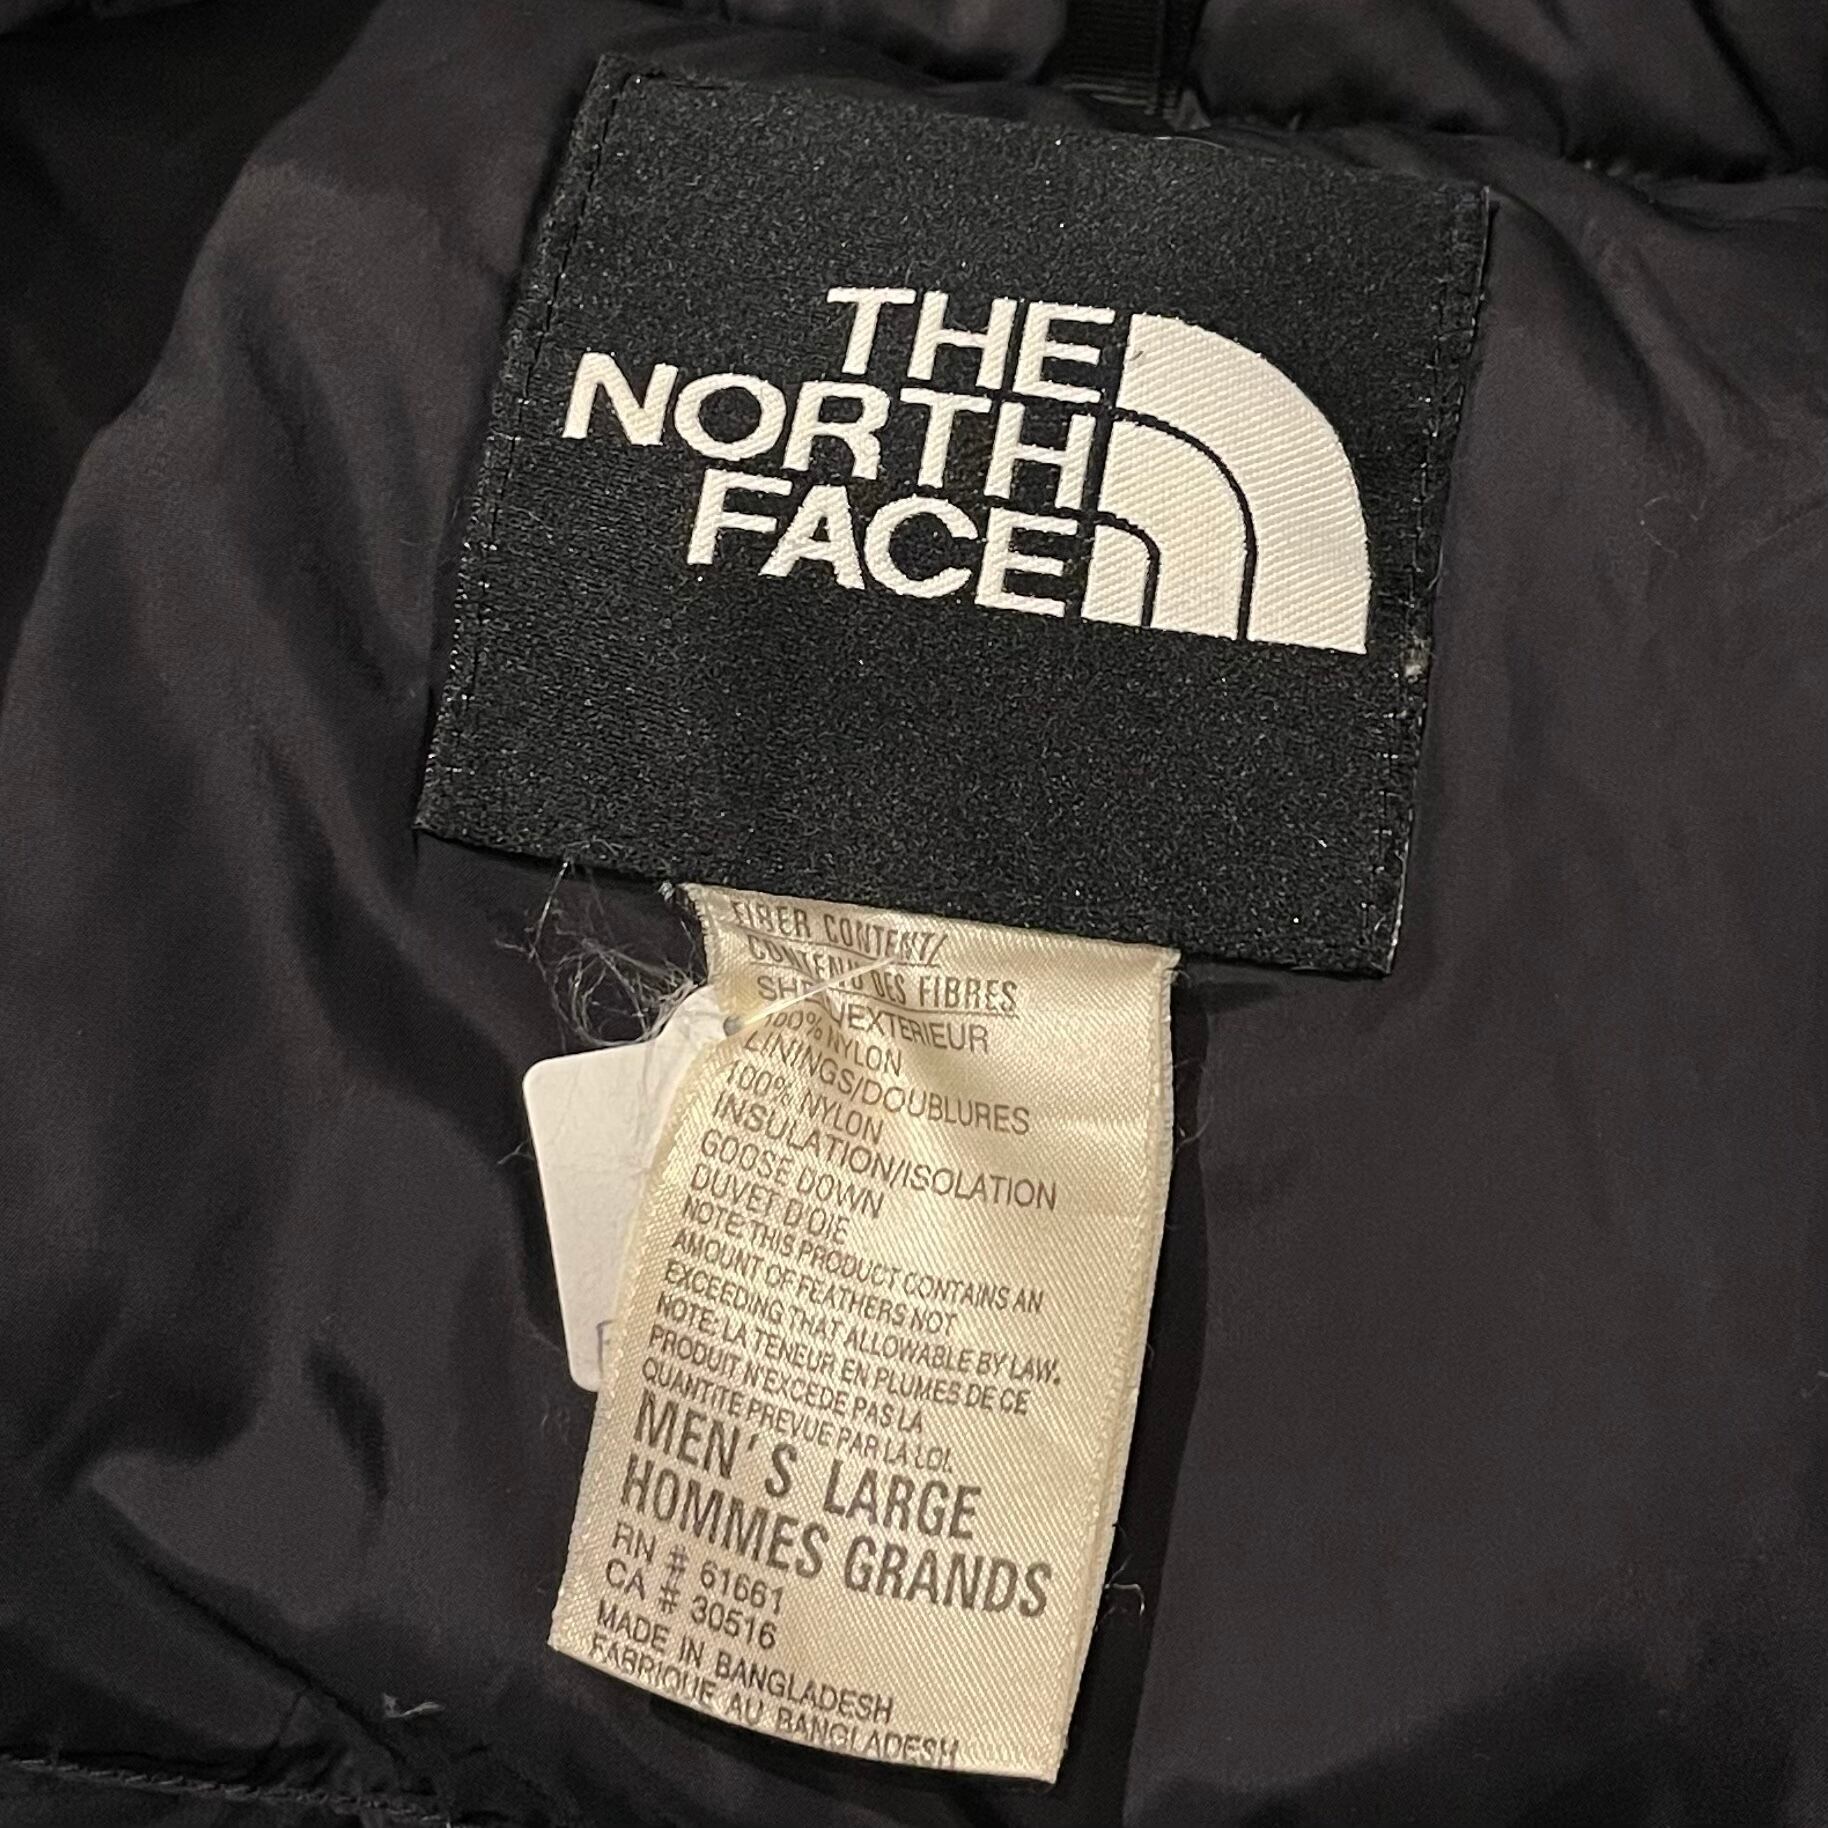 THE
NORTH
FACE
FIBER CONTENT/
CONTENU DES FIBRES
SHELL/EXTERIEUR
100% NYLON
LININGS/DOUBLURES
100% NYLON
INSULATION/ISOLATION
GOOSE DOWN
DUVET D'OIE
NOTE:THIS PRODUCT CONTAINS AN
AMOUNT OF FEATHERS NOT
EXCEEDING THAT ALLOWABLE BY LAW.
NOTE: LA TENEUR EN PLUMES DE CE
PRODUIT N'EXCEDE PAS LA
QUANTITE PREVUE PAR LA LOI.
MEN'S LARGE
HOMMES GRANDS
RN # 61661
CA # 30516
MADE IN BANGLADESH
FABRIQUE AU BANGLADESH